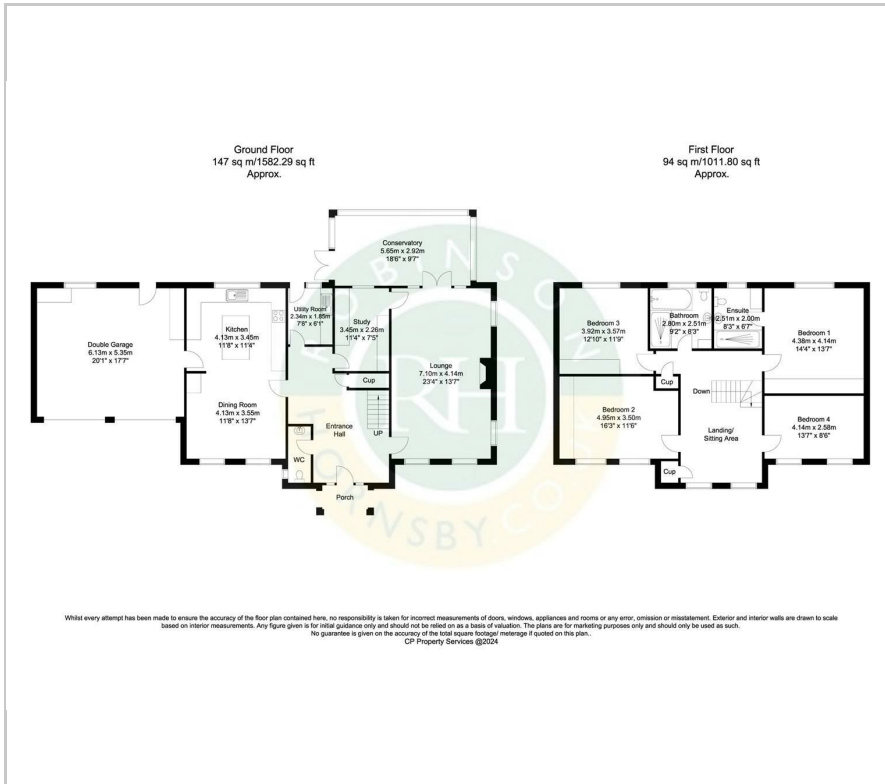 Ground Floor
147 sq m/1582.29 sq ft
Approx.
First Floor
94 sq m/1011.80 sq ft
Approx.
Conservatory
5.65m x 2.92m
18'6" x 9'7"
Double Garage
6.13m x 5.35m
20'1" x 17'7"
Kitchen
4.13m x 3.45m
11'8" x 11'4"
Utility Room
2.34m x 1.85m
7'8" x 6'1"
Study
3.45m x 2.26m
11'4" x 7'5"
Lounge
7.10m x 4.14m
23'4" x 13'7"
Cup
Dining Room
4.13m x 3.55m
11'8" x 13'7"
Entrance
Hall
UP
WC
Porch
Bedroom 3
3.92m x 3.57m
12'10" x 11'9"
Bathroom
2.80m x 2.51m
9'2" x 8'3"
Ensuite
2.51m x 2.00m
8'3" x 6'7"
Bedroom 1
4.38m x 4.14m
14'4" x 13'7"
Cup
Down
Bedroom 2
4.95m x 3.50m
16'3" x 11'6"
Landing/
Sitting Area
Bedroom 4
4.14m x 2.58m
13'7" x 8'6"
Cup
ROBINSON
RH
HORNSBY CO UK
Whilst every attempt has been made to ensure the accuracy of the floor plan contained here, no responsibility is taken for incorrect measurements of doors, windows, appliances and rooms or any error, omission or misstatement. Exterior and interior walls are drawn to scale
based on interior measurements. Any figure given is for initial guidance only and should not be relied on as a basis of valuation. The plans are for marketing purposes only and should only be used as such.
No guarantee is given on the accuracy of the total square footage/ meterage if quoted on this plan..
CP Property Services @2024